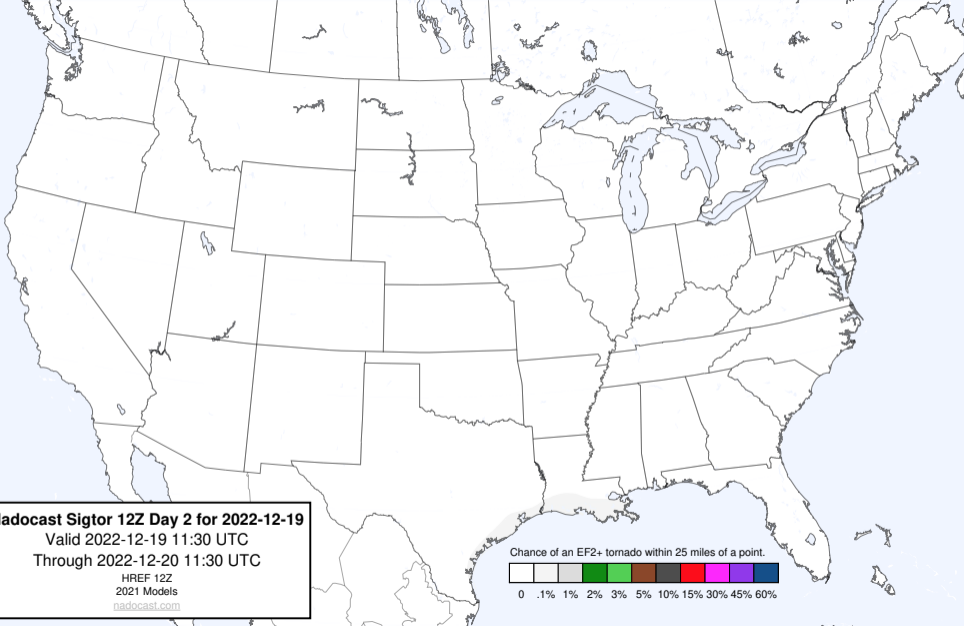 adocast Sigtor 12Z Day 2 for 2022-12-19
Valid 2022-12-19 11:30 UTC
Through 2022-12-20 11:30 UTC
HREF 12Z
2021 Models
nadocast.com
Chance of an EF2+ tornado within 25 miles of a point.
0 .1% 1% 2% 3% 5% 10% 15% 30% 45% 60%